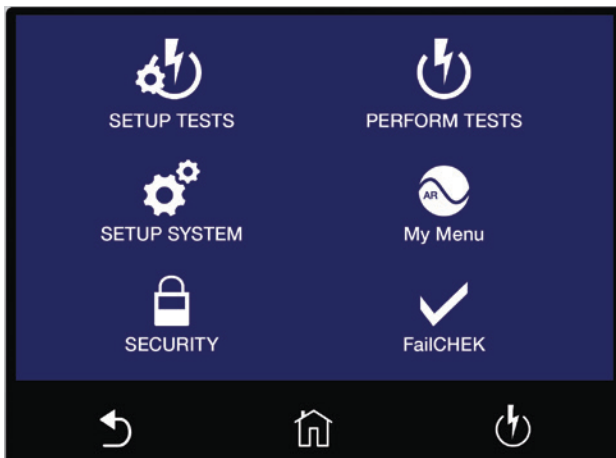 SETUP TESTS
PERFORM TESTS
SETUP SYSTEM
AR
My Menu
SECURITY
FailCHEK